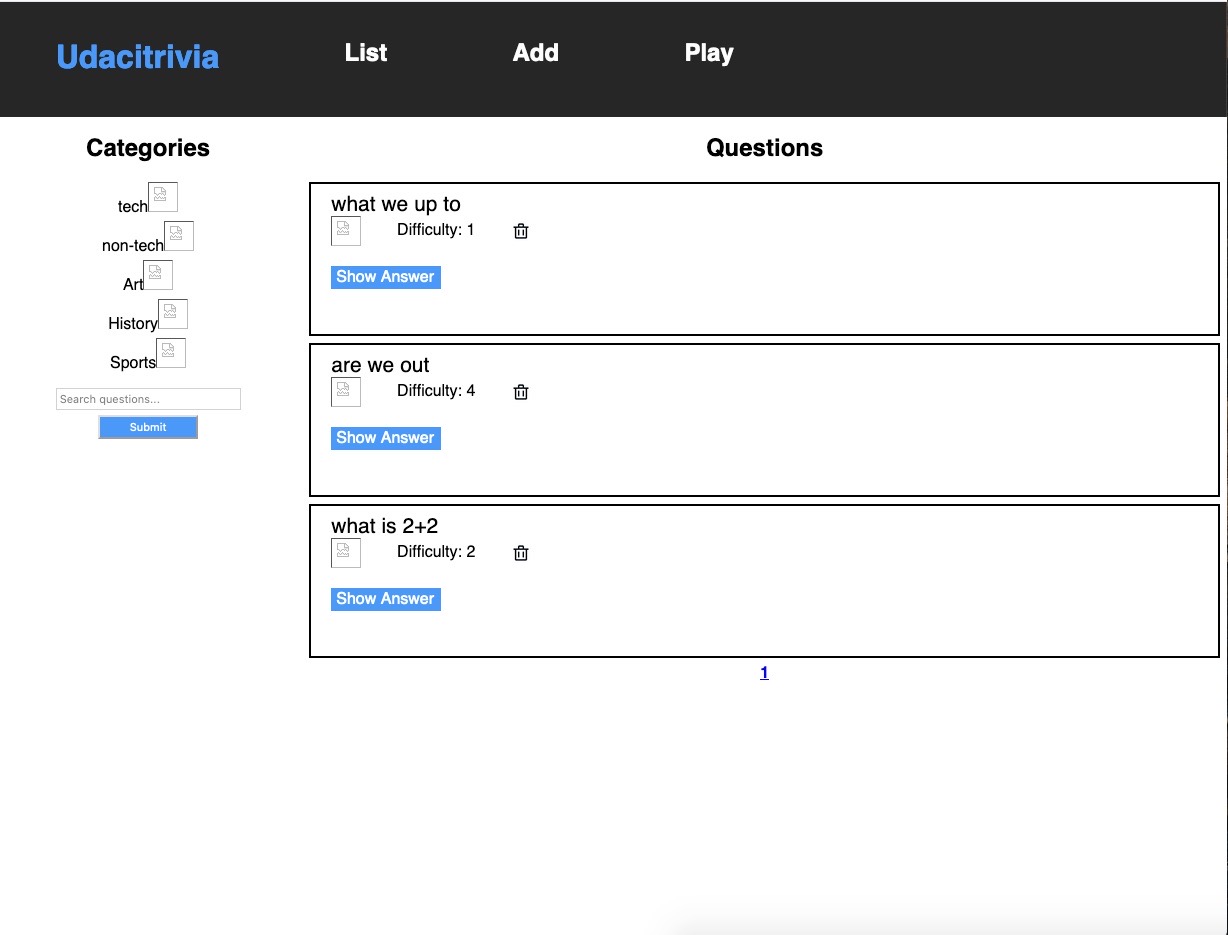 Udacitrivia
List
Add
Play
Categories
tech
non-tech
Art
History
Sports
Search questions...
Submit
Questions
what we up to
Difficulty: 1
Show Answer
are we out
Difficulty: 4
Show Answer
what is 2+2
Difficulty: 2
Show Answer
1